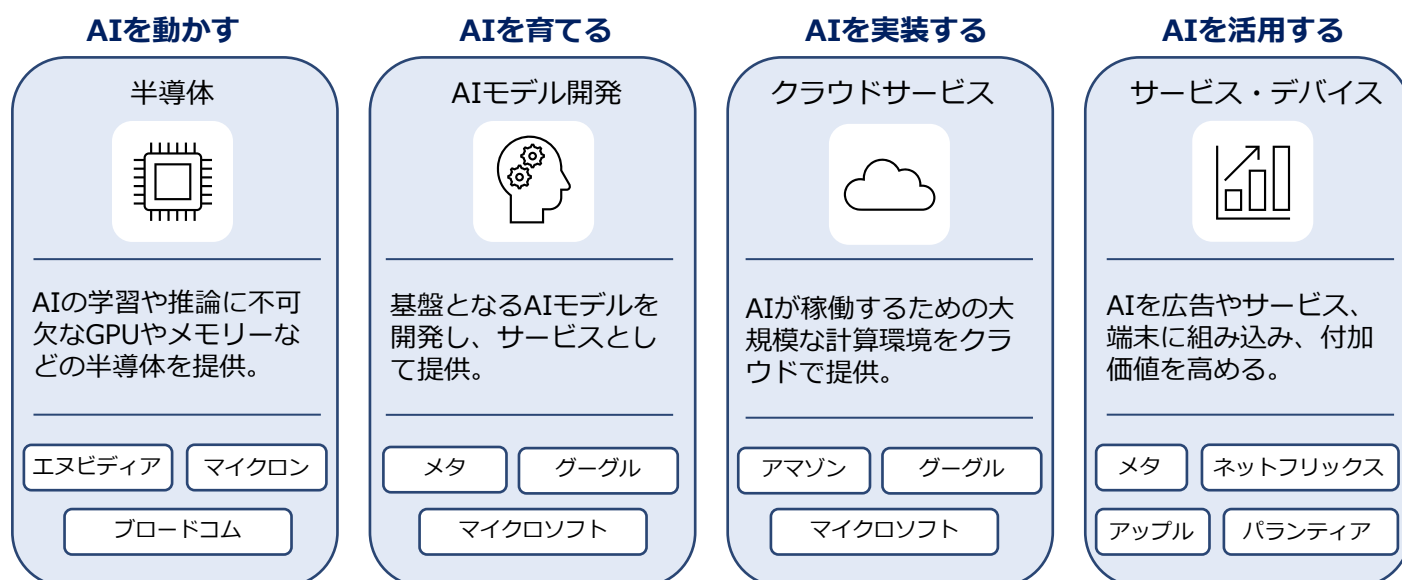 AIを動かす
半導体
AIの学習や推論に不可
欠なGPUやメモリーな
どの半導体を提供。
エヌビディア
マイクロン
ブロードコム
AIを育てる
AIモデル開発
基盤となるAIモデルを
開発し、サービスとし
て提供。
メタ
グーグル
マイクロソフト
AIを実装する
クラウドサービス
AIが稼働するための大
規模な計算環境をクラ
ウドで提供。
アマゾン
グーグル
マイクロソフト
AIを活用する
サービス・デバイス
AIを広告やサービス、
端末に組み込み、付加
価値を高める。
メタ
ネットフリックス
アップル
パランティア